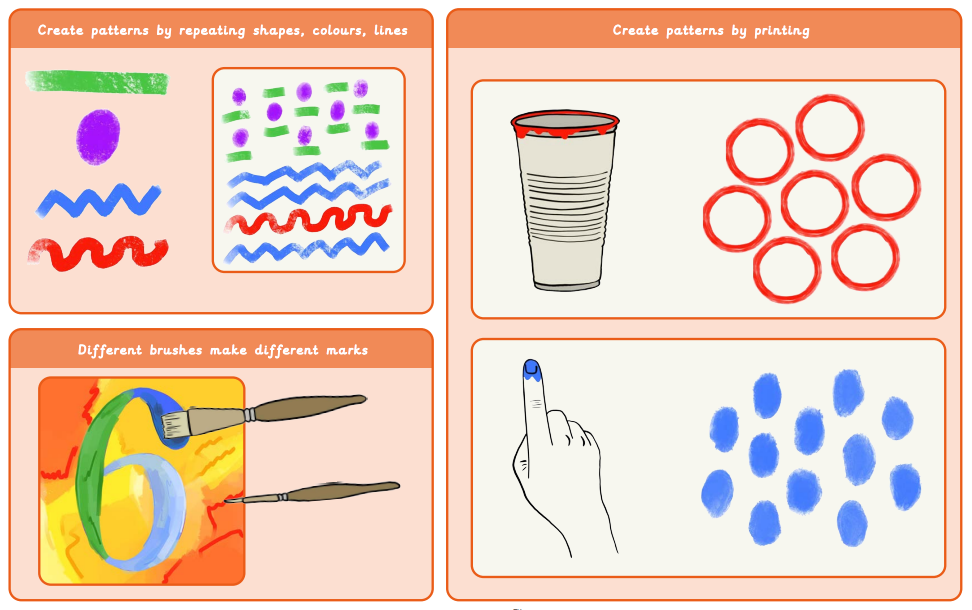 Create patterns by repeating shapes, colours, lines
Create patterns by printing
Different brushes make different marks